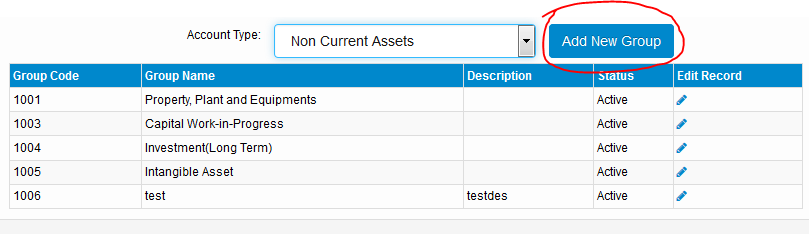 Account Type: Non Current Assets Add New Group
Group Code Group Name Description Status Edit Record
1001 Property, Plant and Equipments Active
1003 Capital Work-in-Progress Active
1004 Investment(Long Term) Active
1005 Intangible Asset Active
1006 test testdes Active